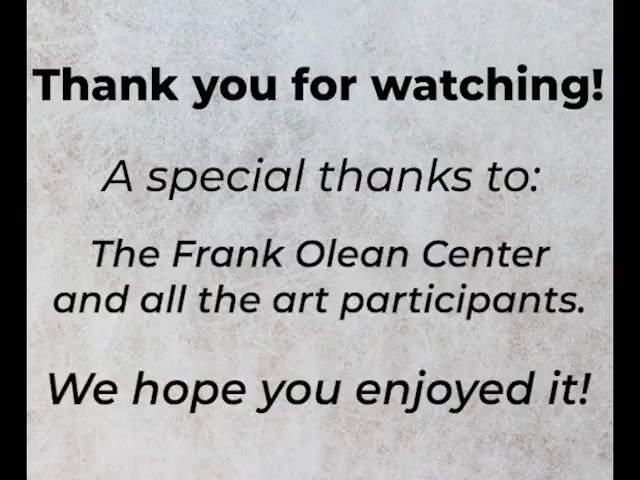 Thank you for watching!
A special thanks to:
The Frank Olean Center
and all the art participants.
We hope you enjoyed it!